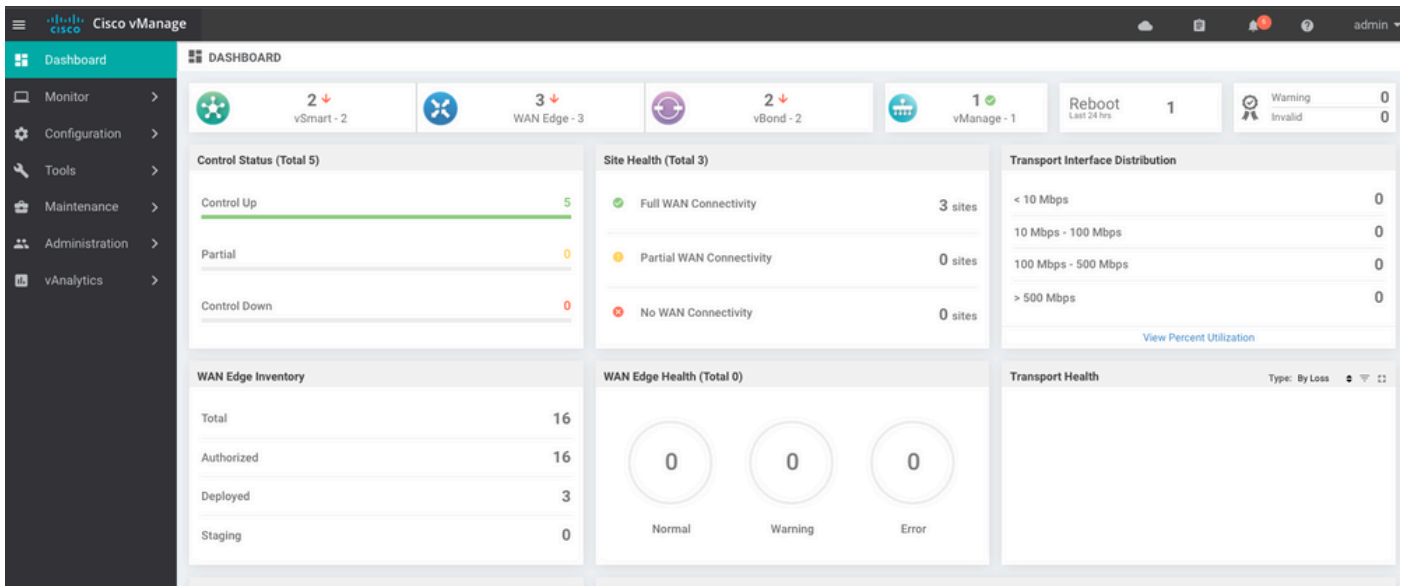 cisco Cisco vManage 5 admin
Dashboard
Monitor
Configuration
Tools
Maintenance
Administration
vAnalytics
DASHBOARD
2
vSmart - 2
3
WAN Edge - 3
2
vBond - 2
1
vManage - 1
Reboot
Last 24 hrs
1
Warning 0
Invalid 0
Control Status (Total 5)
Control Up 5
Partial 0
Control Down 0
Site Health (Total 3)
Full WAN Connectivity 3 sites
Partial WAN Connectivity 0 sites
No WAN Connectivity 0 sites
Transport Interface Distribution
< 10 Mbps 0
10 Mbps - 100 Mbps 0
100 Mbps - 500 Mbps 0
> 500 Mbps 0
View Percent Utilization
WAN Edge Inventory
Total 16
Authorized 16
Deployed 3
Staging 0
WAN Edge Health (Total 0)
0 0 0
Normal Warning Error
Transport Health Type: By Loss